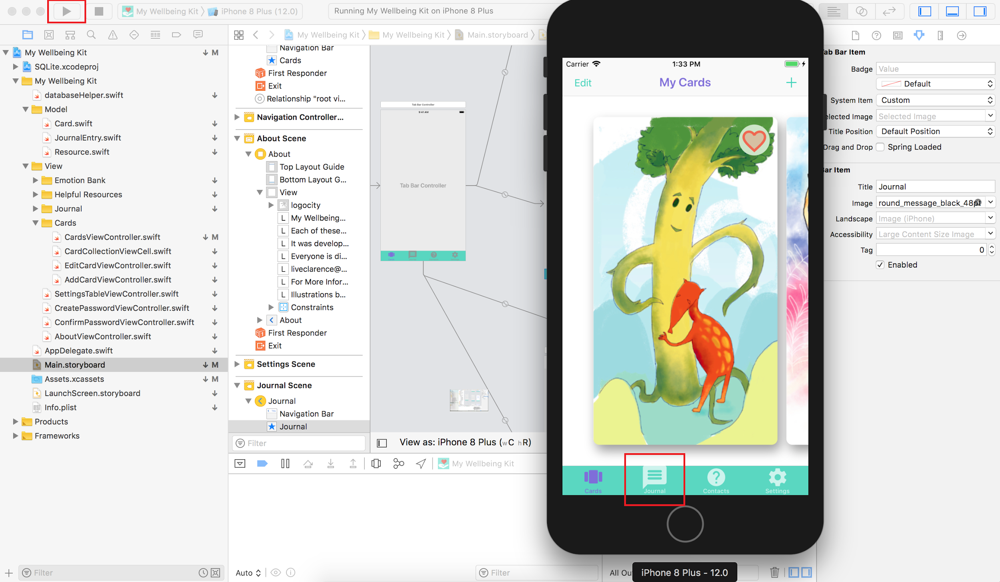 My Wellbeing Kit
iPhone 8 Plus (12.0)
Running My Wellbeing Kit on iPhone 8 Plus
My Wellbeing Kit
My Wellbeing Kit
Main.storyboard
My Wellbeing Kit M
SQLite.xcodeproj
My Wellbeing Kit
databaseHelper.swift
Model
Card.swift
JournalEntry.swift
Resource.swift
View
Emotion Bank
Helpful Resources
Journal
Cards
CardsViewController.swift M
CardCollectionViewCell.swift
EditCardViewController.swift
AddCardViewController.swift
SettingsTableViewController.swift
CreatePasswordViewController.swift
ConfirmPasswordViewController.swift
AboutViewController.swift
AppDelegate.swift
Main.storyboard M
Assets.xcassets M
LaunchScreen.storyboard
Info.plist
Products
Frameworks
Filter
Navigation Bar
Cards
First Responder
Exit
Relationship "root vi...
Navigation Controller...
About Scene
About
Top Layout Guide
Bottom Layout G...
View
logocity
L My Wellbeing...
L Each of these...
L It was develop...
L Everyone is di...
L liveclarence@...
L For More Infor...
L Illustrations b...
Constraints
About
First Responder
Exit
Settings Scene
Journal Scene
Journal
Navigation Bar
Journal
Filter
Tab Bar Controller
9:41 AM
Tab Bar Controller
Cards
View as: iPhone 8 Plus (wC hR)
My Wellbeing Kit
Auto
Filter
All Ou
iPhone 8 Plus - 12.0
Carrier
1:33 PM
Edit
My Cards
Cards
Journal
Contacts
Settings
Tab Bar Item
Badge Value
Default
System Item Custom
elected Image Selected Image
Title Position Default Position
Drag and Drop Spring Loaded
Bar Item
Title Journal
Image round_message_black_48pt
Landscape Image (iPhone)
Accessibility Large Content Size Image
Tag 0
Enabled